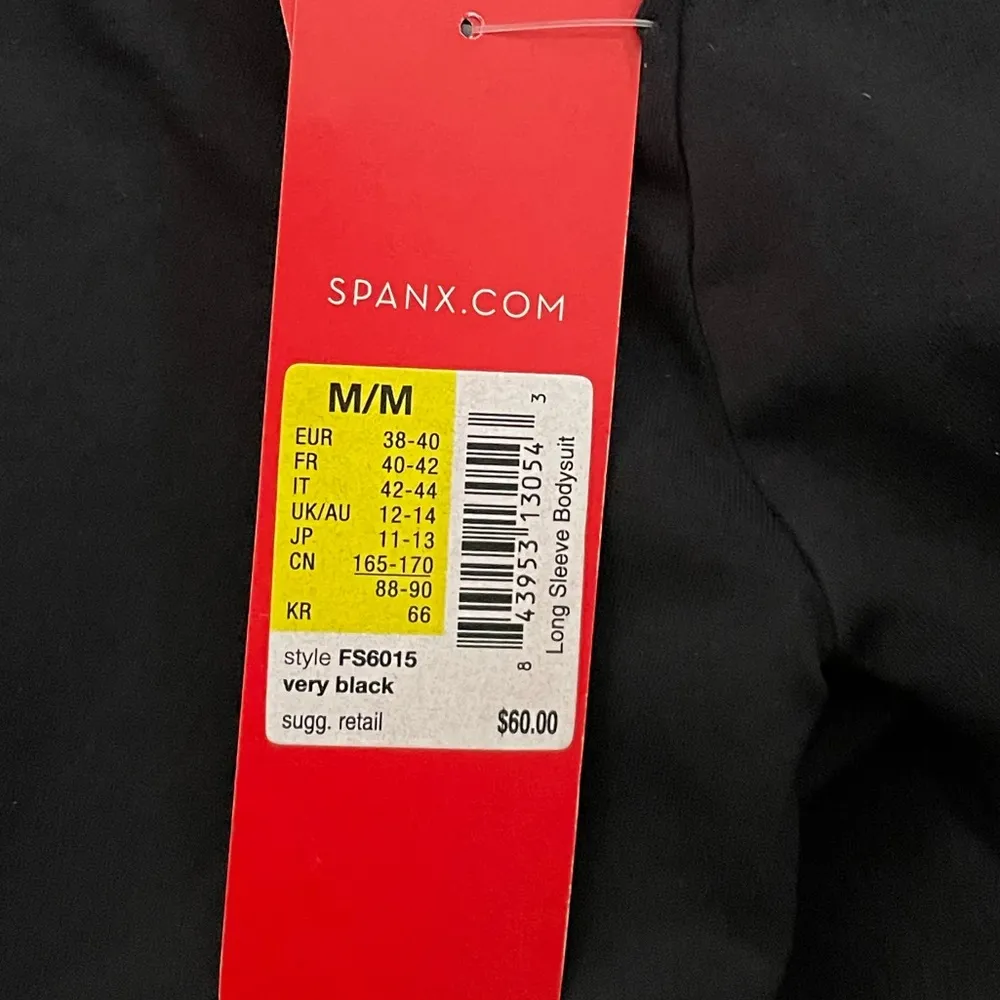 SPANX.COM
M/M
EUR 38-40
FR 40-42
IT 42-44
UK/AU 12-14
JP 11-13
CN 165-170
88-90
KR 66
style FS6015
very black
sugg. retail $60.00
8 43953 13054 3
Long Sleeve Bodysuit